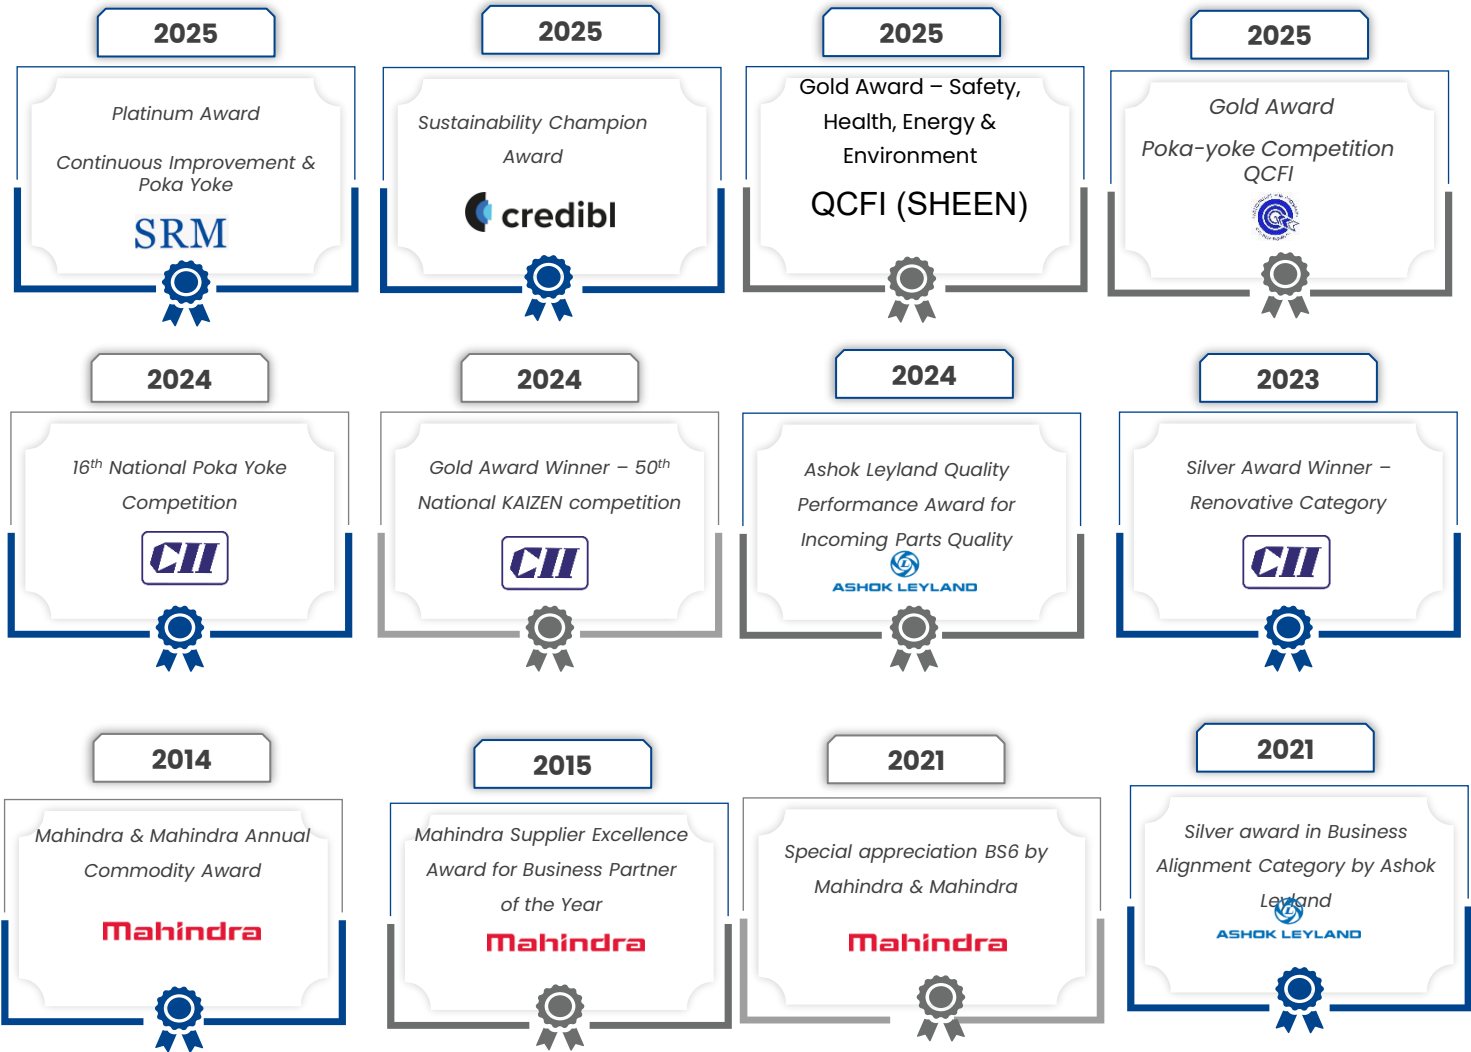 2025
Platinum Award
Continuous Improvement &
Poka Yoke
SRM
2025
Sustainability Champion
Award
credibl
2025
Gold Award – Safety,
Health, Energy &
Environment
QCFI (SHEEN)
2025
Gold Award
Poka-yoke Competition
QCFI
2024
16th National Poka Yoke
Competition
CII
2024
Gold Award Winner – 50th
National KAIZEN competition
CII
2024
Ashok Leyland Quality
Performance Award for
Incoming Parts Quality
ASHOK LEYLAND
2023
Silver Award Winner –
Renovative Category
CII
2014
Mahindra & Mahindra Annual
Commodity Award
Mahindra
2015
Mahindra Supplier Excellence
Award for Business Partner
of the Year
Mahindra
2021
Special appreciation BS6 by
Mahindra & Mahindra
Mahindra
2021
Silver award in Business
Alignment Category by Ashok
Leyland
ASHOK LEYLAND